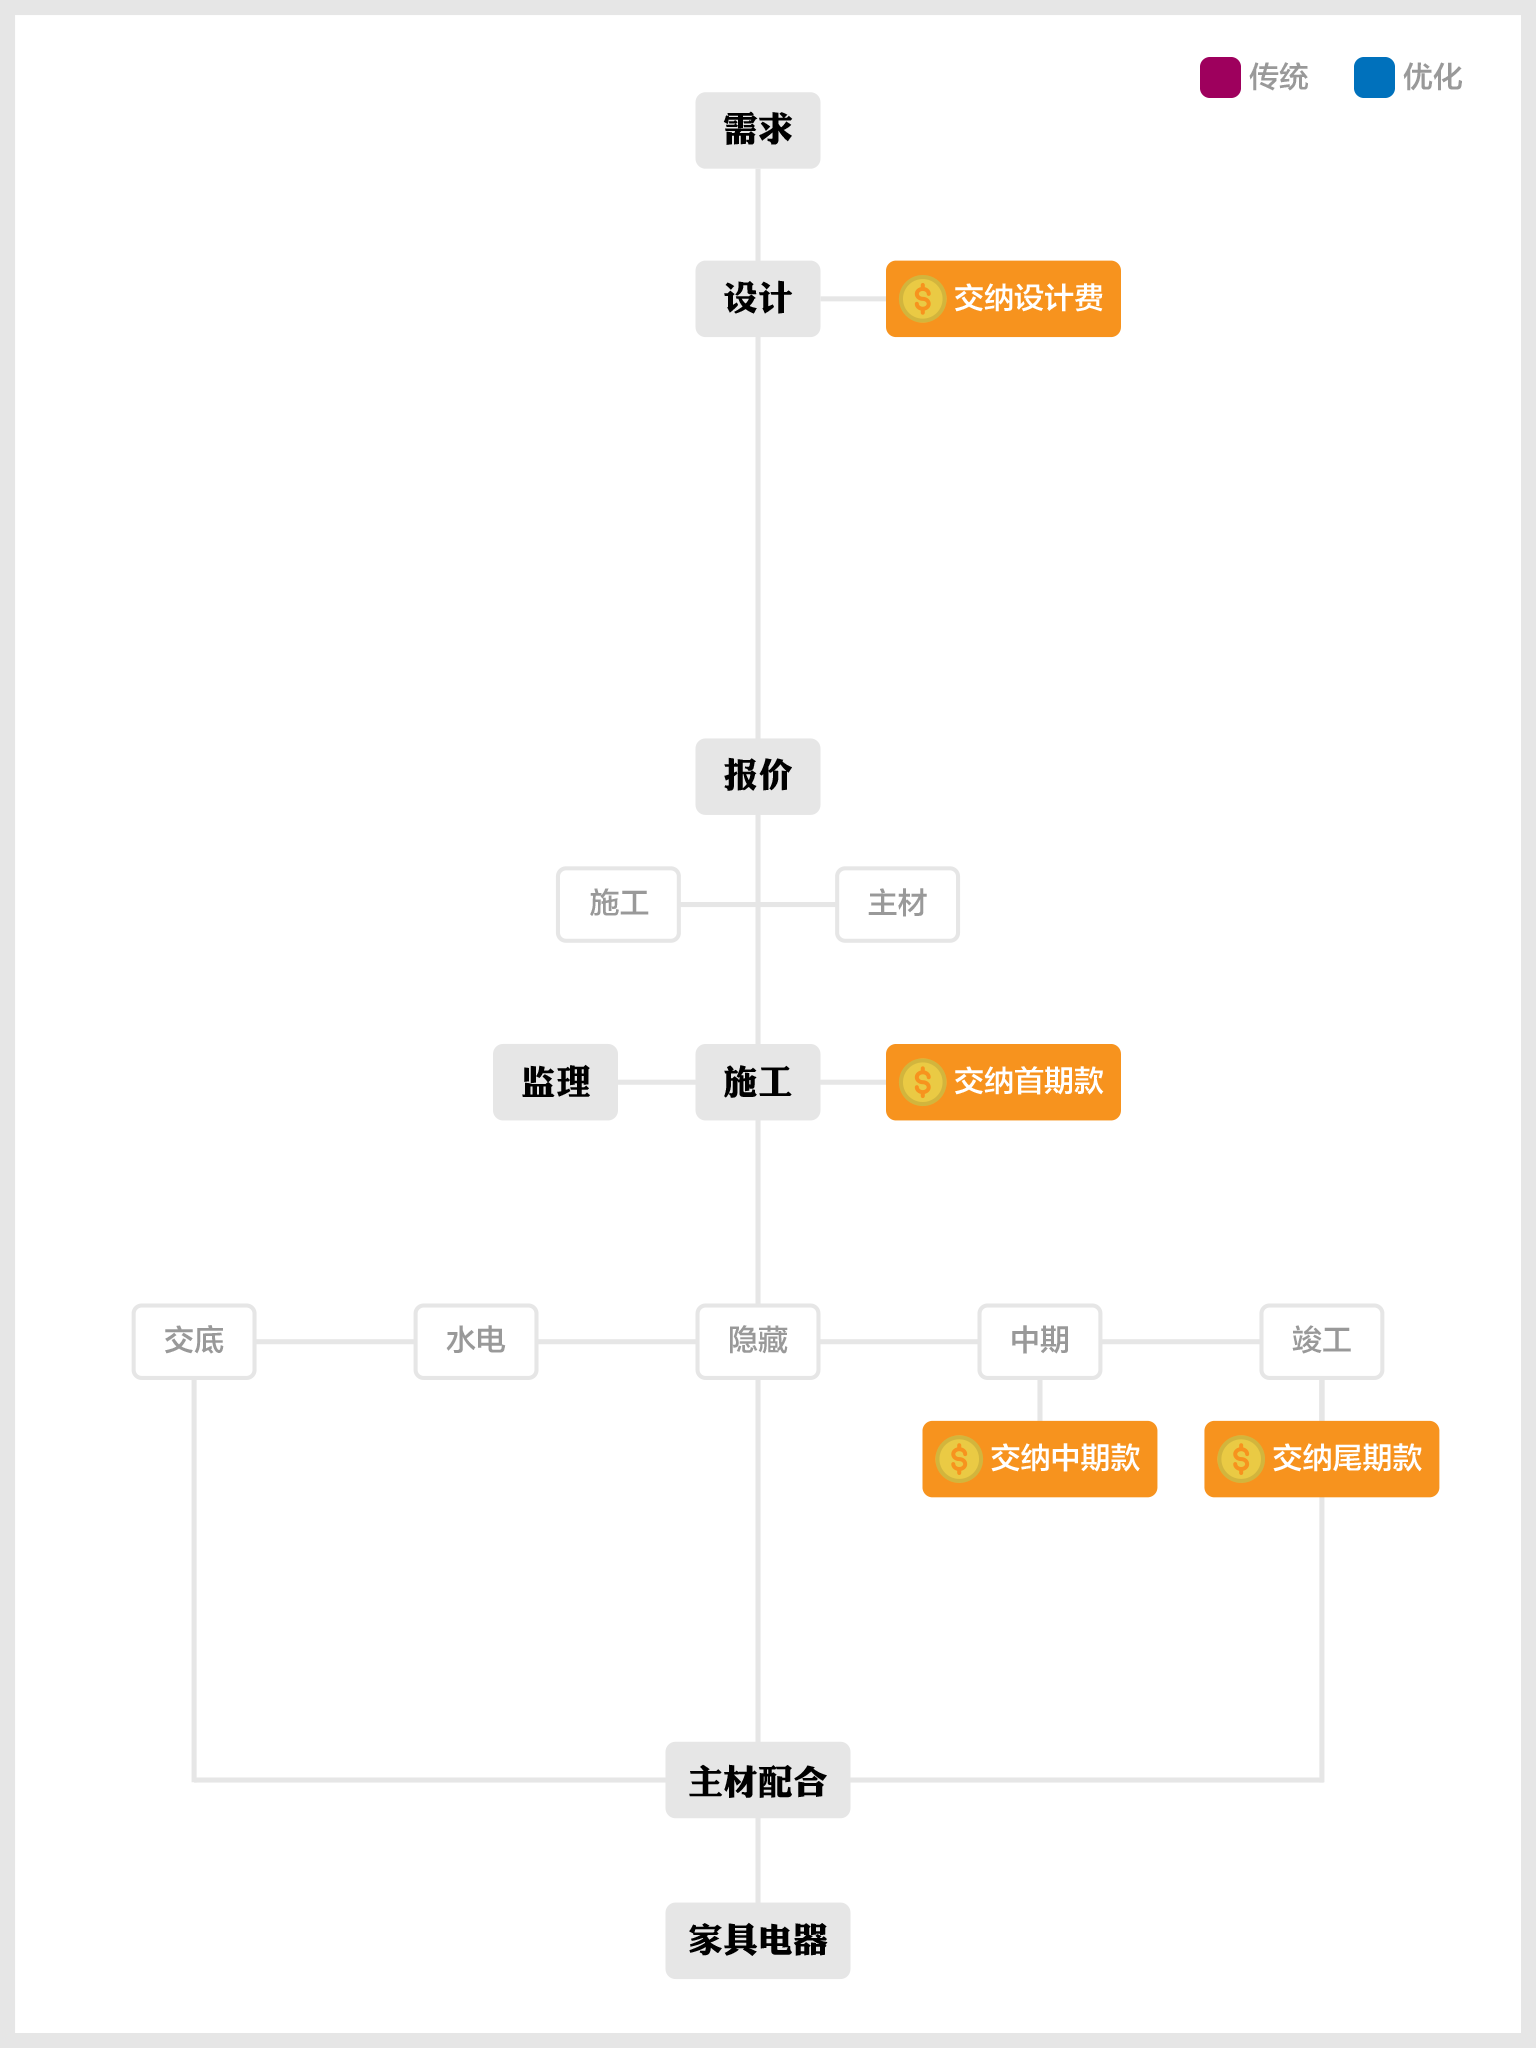 传统
优化
需求
设计
$ 交纳设计费
报价
施工
主材
监理
施工
$ 交纳首期款
交底
水电
隐藏
中期
竣工
$ 交纳中期款
$ 交纳尾期款
主材配合
家具电器